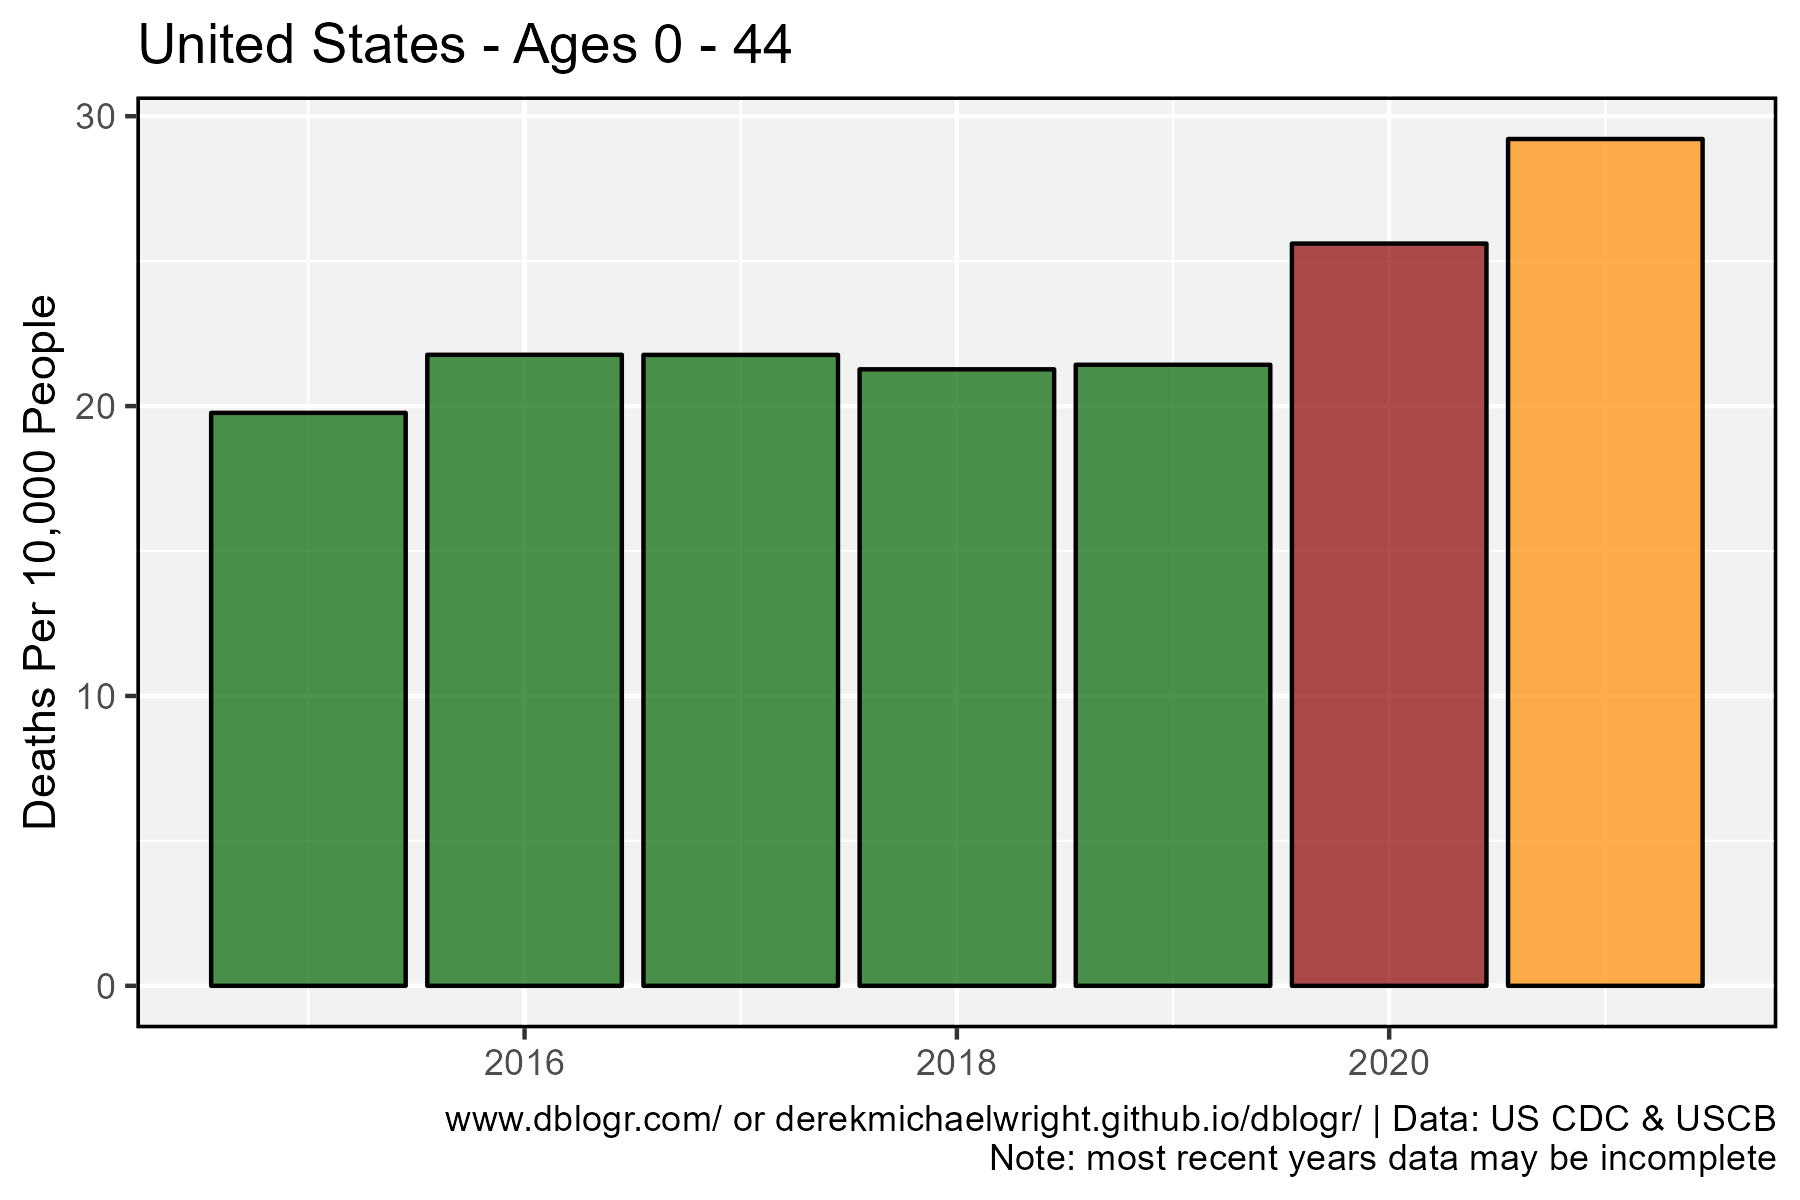 United States - Ages 0 - 44
Deaths Per 10,000 People
30
20
10
0
2016
2018
2020
www.dblogr.com/ or derekmichaelwright.github.io/dblogr/ | Data: US CDC & USCB
Note: most recent years data may be incomplete